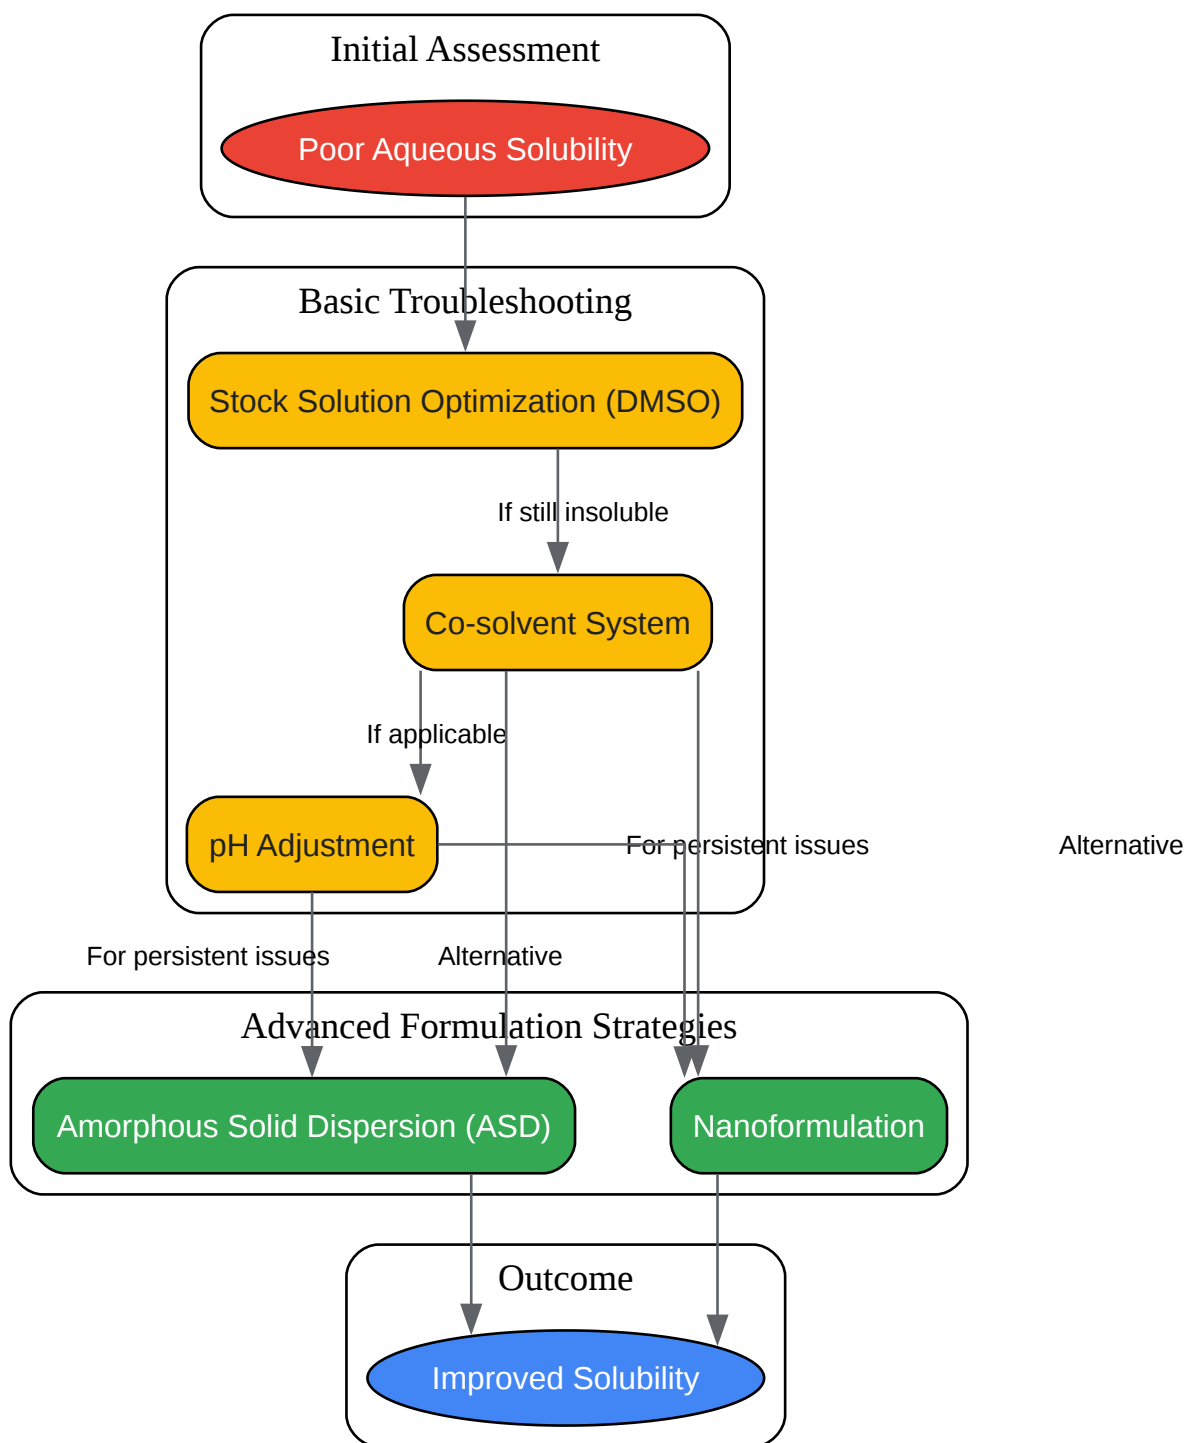 Initial Assessment
Poor Aqueous Solubility
Basic Troubleshooting
Stock Solution Optimization (DMSO)
If still insoluble
Co-solvent System
If applicable
pH Adjustment
For persistent issues
Alternative
For persistent issues
Alternative
Advanced Formulation Strategies
Amorphous Solid Dispersion (ASD)
Nanoformulation
Outcome
Improved Solubility